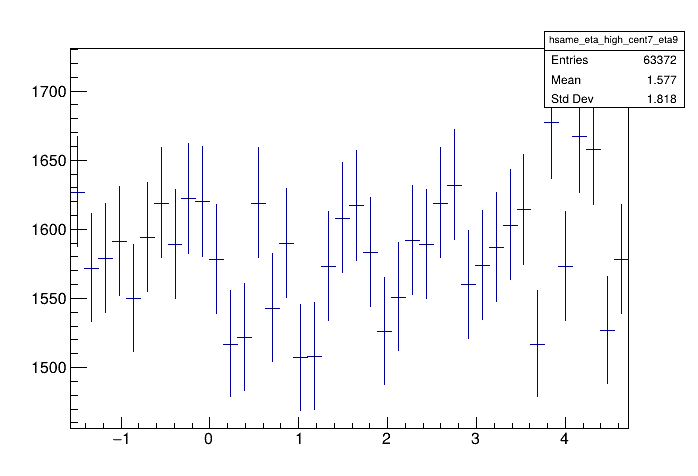 hsame_eta_high_cent7_eta9
Entries 63372
Mean 1.577
Std Dev 1.818
1700
1650
1600
1550
1500
−1 0 1 2 3 4